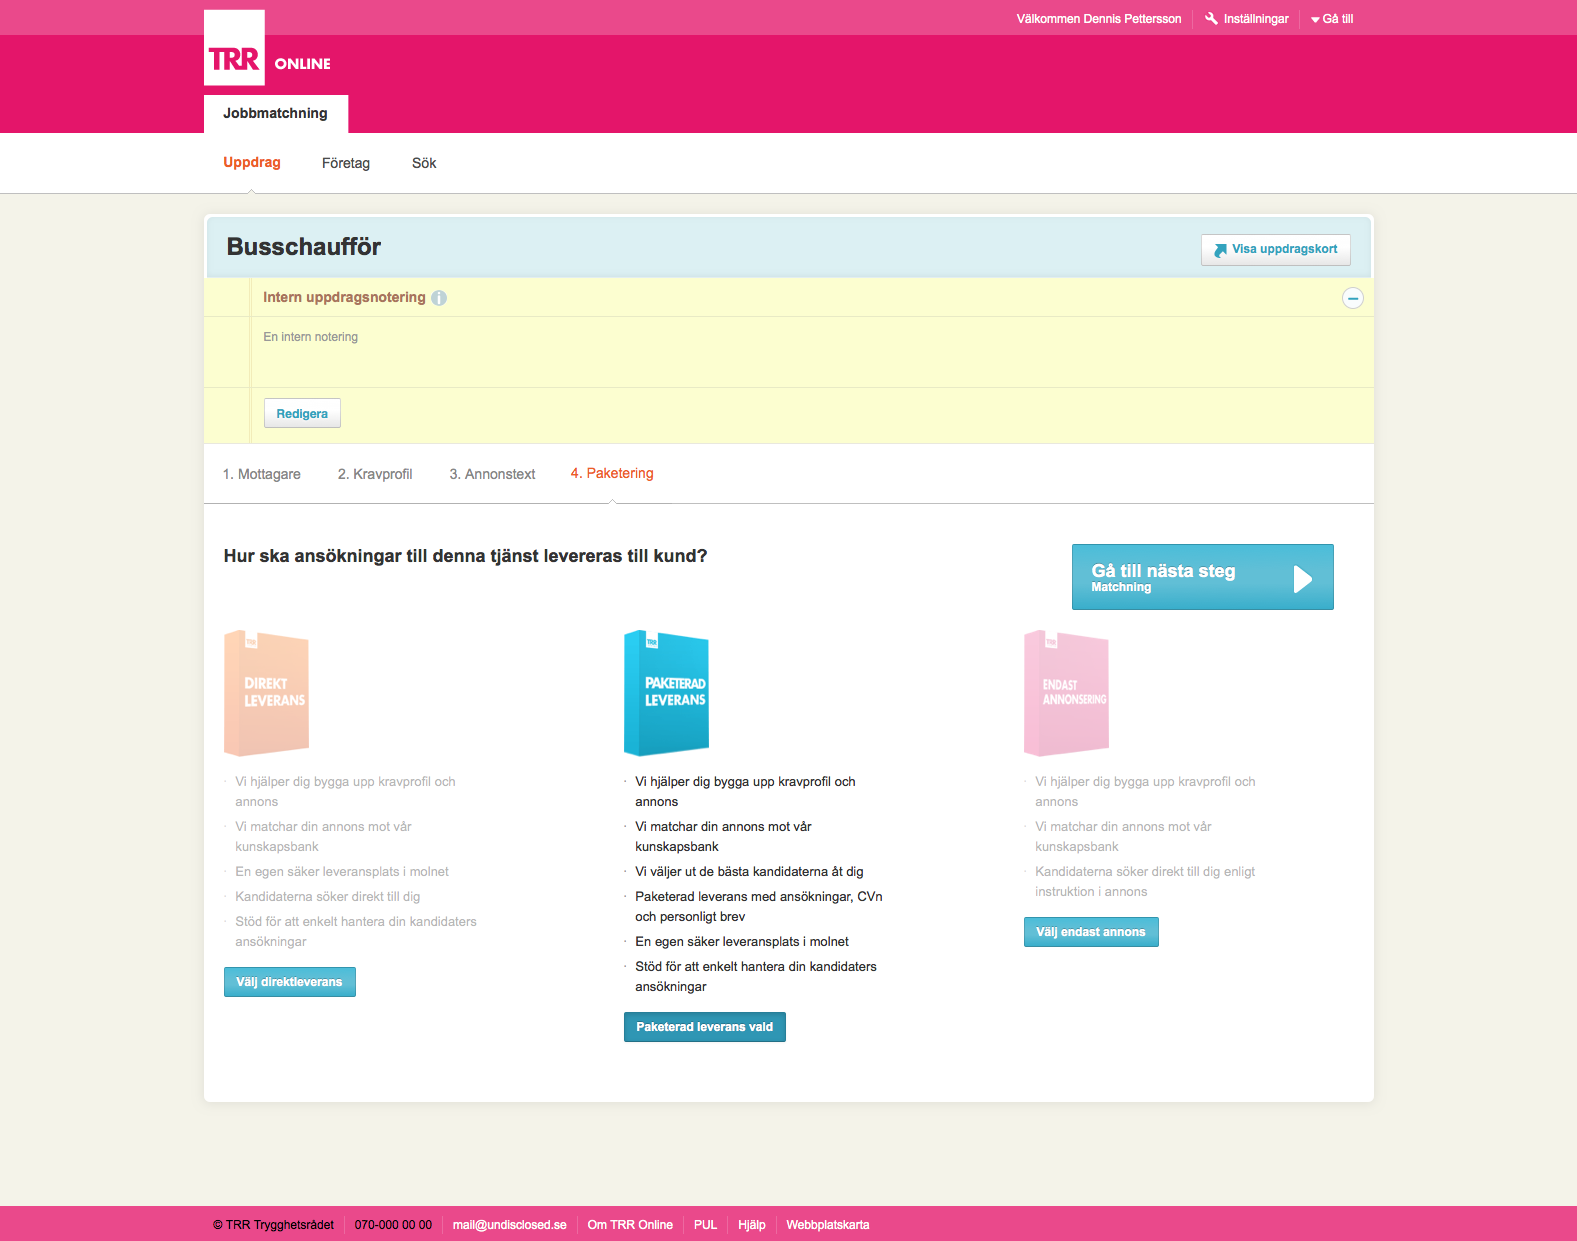 Välkommen Dennis Pettersson
Inställningar
Gå till
TRR ONLINE
Jobbmatchning
Uppdrag
Företag
Sök
Busschaufför
Visa uppdragskort
Intern uppdragsnotering
En intern notering
Redigera
1. Mottagare
2. Kravprofil
3. Annonstext
4. Paketering
Hur ska ansökningar till denna tjänst levereras till kund?
Gå till nästa steg
Matchning
TRR
DIREKT
LEVERANS
Vi hjälper dig bygga upp kravprofil och
annons
Vi matchar din annons mot vår
kunskapsbank
En egen säker leveransplats i molnet
Kandidaterna söker direkt till dig
Stöd för att enkelt hantera din kandidaters
ansökningar
Välj direktleverans
TRR
PAKETERAD
LEVERANS
Vi hjälper dig bygga upp kravprofil och
annons
Vi matchar din annons mot vår
kunskapsbank
Vi väljer ut de bästa kandidaterna åt dig
Paketerad leverans med ansökningar, CVn
och personligt brev
En egen säker leveransplats i molnet
Stöd för att enkelt hantera din kandidaters
ansökningar
Paketerad leverans vald
TRR
ENDAST
ANNONSERING
Vi hjälper dig bygga upp kravprofil och
annons
Vi matchar din annons mot vår
kunskapsbank
Kandidaterna söker direkt till dig enligt
instruktion i annons
Välj endast annons
© TRR Trygghetsrådet
070-000 00 00
mail@undisclosed.se
Om TRR Online
PUL
Hjälp
Webbplatskarta